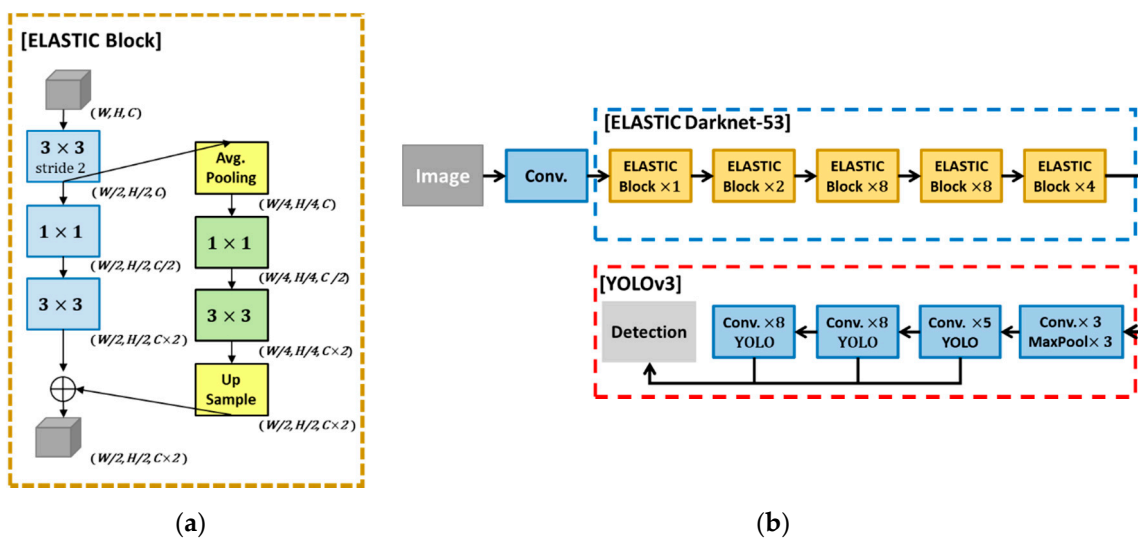 [ELASTIC Block]
(W,H,C)
3 × 3
stride 2
(W/2,H/2,C)
1 × 1
(W/2,H/2,C/2)
3 × 3
(W/2,H/2,C×2)
(W/2,H/2,C×2)
Avg.
Pooling
(W/4,H/4,C)
1 × 1
(W/4,H/4,C/2)
3 × 3
(W/4,H/4,C×2)
Up
Sample
(W/2,H/2,C×2)
(a)
[ELASTIC Darknet-53]
Image
Conv.
ELASTIC
Block ×1
ELASTIC
Block ×2
ELASTIC
Block ×8
ELASTIC
Block ×8
ELASTIC
Block ×4
[YOLOv3]
Detection
Conv. ×8
YOLO
Conv. ×8
YOLO
Conv. ×5
YOLO
Conv.× 3
MaxPool× 3
(b)